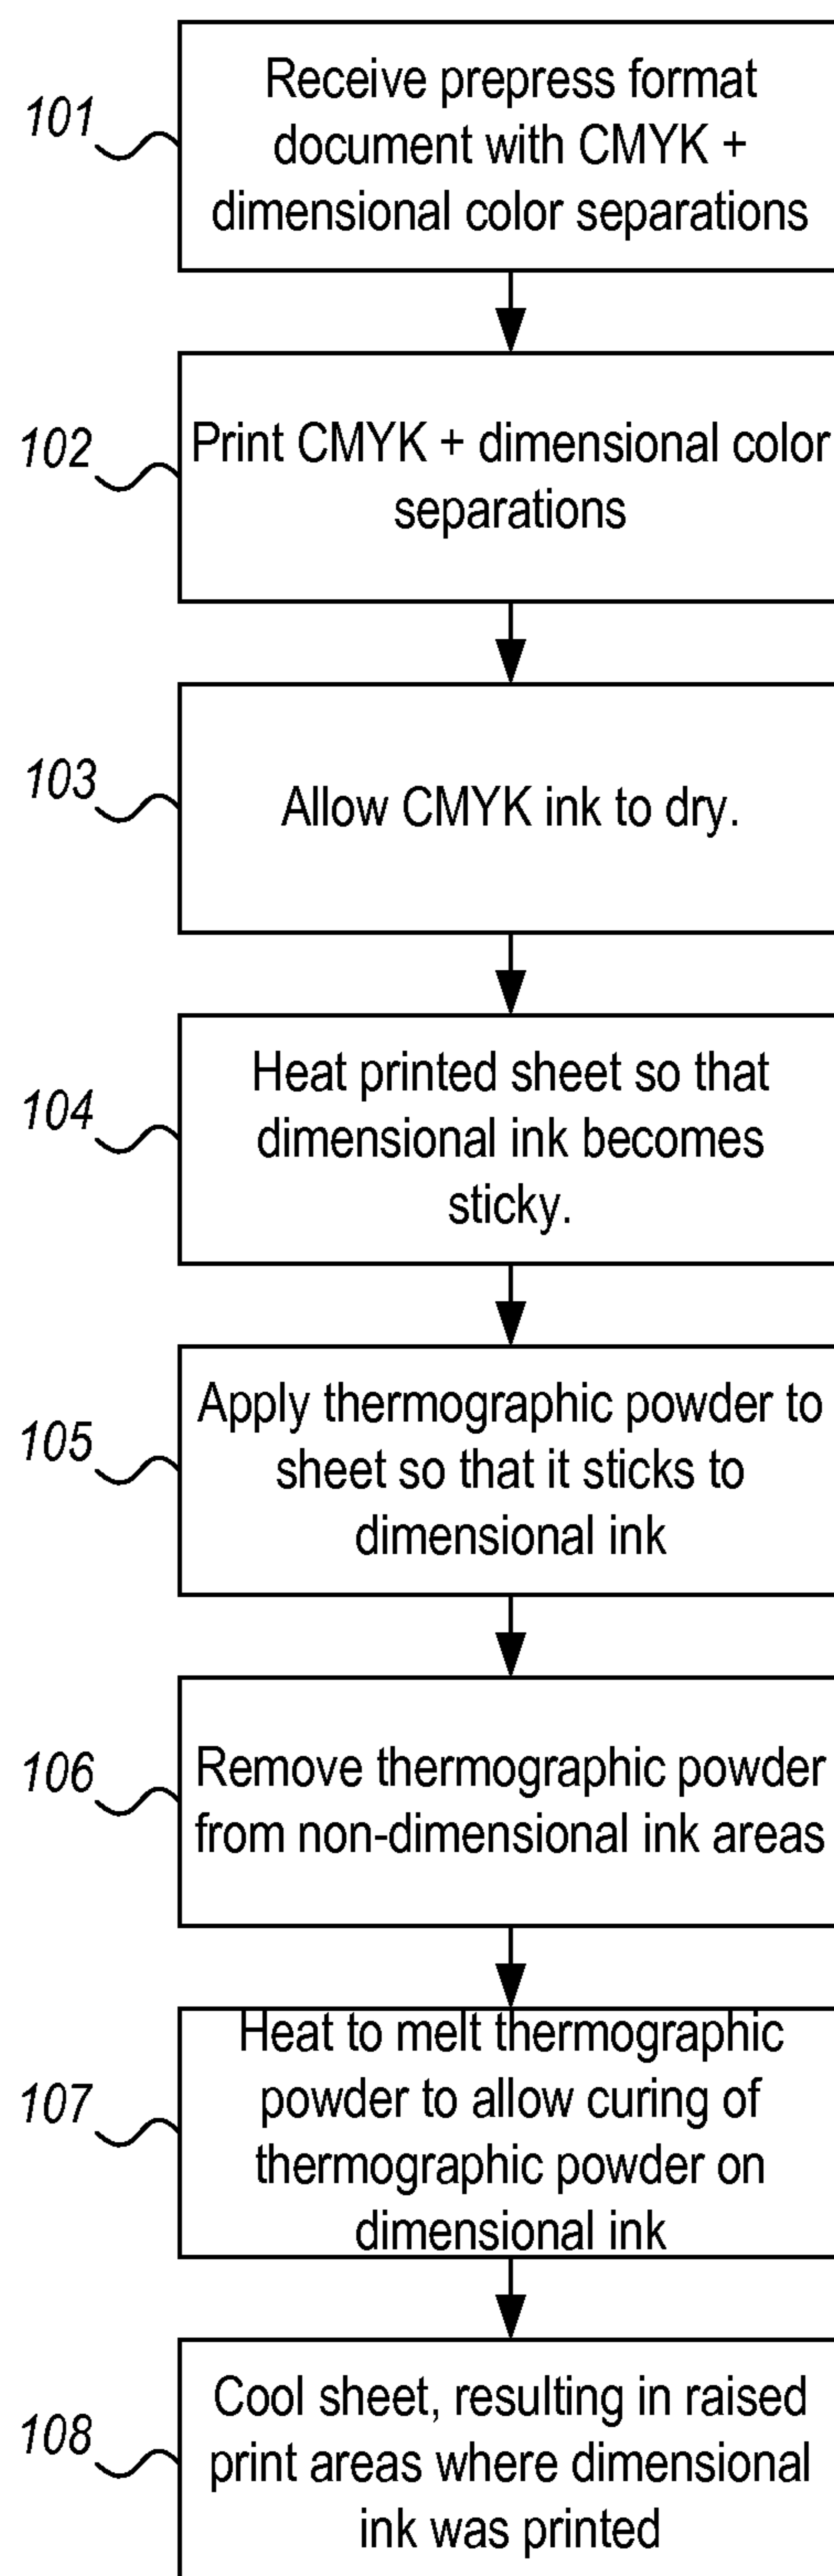 101
Receive prepress format
document with CMYK +
dimensional color separations
102
Print CMYK + dimensional color
separations
103
Allow CMYK ink to dry.
104
Heat printed sheet so that
dimensional ink becomes
sticky.
105
Apply thermographic powder to
sheet so that it sticks to
dimensional ink
106
Remove thermographic powder
from non-dimensional ink areas
107
Heat to melt thermographic
powder to allow curing of
thermographic powder on
dimensional ink
108
Cool sheet, resulting in raised
print areas where dimensional
ink was printed